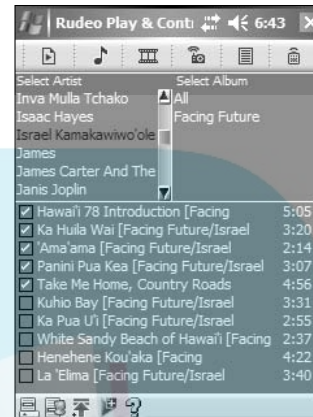 Rudeo Play & Conti 6:43
Select Artist Select Album
Inva Mulla Tchako All
Isaac Hayes Facing Future
Israel Kamakawiwo'ole
James
James Carter And The
Janis Joplin
Hawai'i 78 Introduction [Facing 5:05
Ka Huila Wai [Facing Future/Israel 3:20
'Ama'ama [Facing Future/Israel 2:14
Panini Pua Kea [Facing Future/Israel 3:07
Take Me Home, Country Roads 4:56
Kuhio Bay [Facing Future/Israel 3:31
Ka Pua U'i [Facing Future/Israel 2:55
White Sandy Beach of Hawai'i [Facing 2:37
Henehene Kou'aka [Facing 4:22
La 'Elima [Facing Future/Israel 3:40